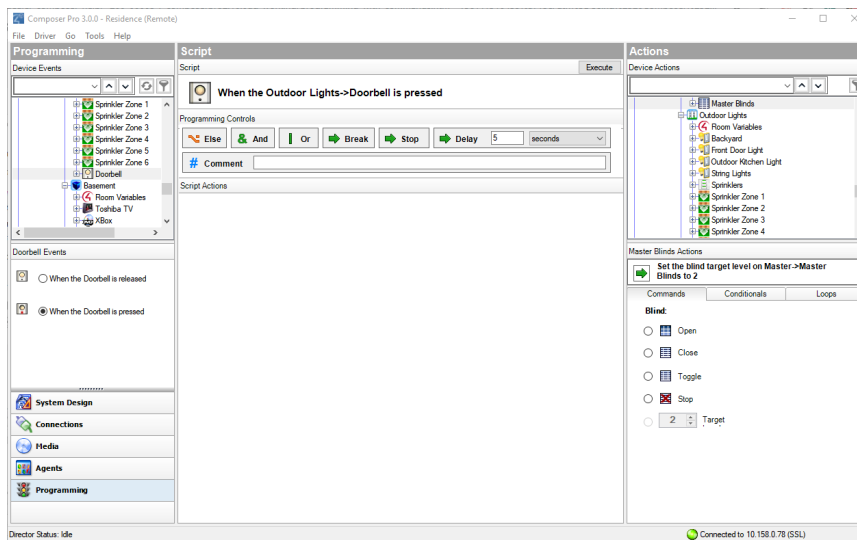 Composer Pro 3.0.0 - Residence (Remote)
File Driver Go Tools Help
Programming
Device Events
Sprinkler Zone 1
Sprinkler Zone 2
Sprinkler Zone 3
Sprinkler Zone 4
Sprinkler Zone 5
Sprinkler Zone 6
Doorbell
Basement
Room Variables
Toshiba TV
XBox
Doorbell Events
When the Doorbell is released
When the Doorbell is pressed
System Design
Connections
Media
Agents
Programming
Script
Script Execute
When the Outdoor Lights->Doorbell is pressed
Programming Controls
Else & And Or Break Stop Delay 5 seconds
# Comment
Script Actions
Actions
Device Actions
Master Blinds
Outdoor Lights
Room Variables
Backyard
Front Door Light
Outdoor Kitchen Light
String Lights
Sprinklers
Sprinkler Zone 1
Sprinkler Zone 2
Sprinkler Zone 3
Sprinkler Zone 4
Master Blinds Actions
Set the blind target level on Master->Master
Blinds to 2
Commands Conditionals Loops
Blind:
Open
Close
Toggle
Stop
2 Target
Director Status: Idle
Connected to 10.158.0.78 (SSL)